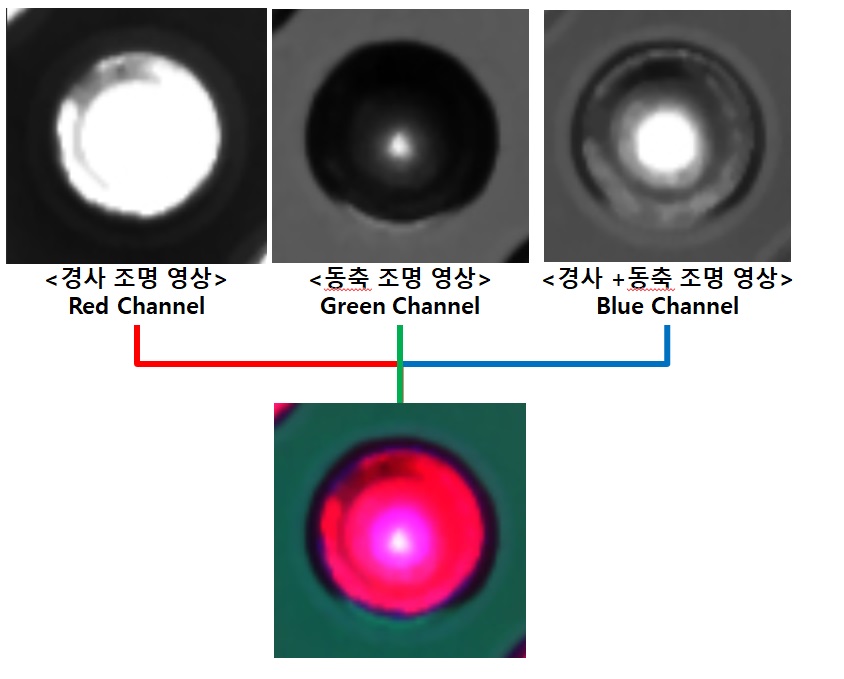 <경사 조명 영상>
Red Channel
<동축 조명 영상>
Green Channel
<경사 +동축 조명 영상>
Blue Channel